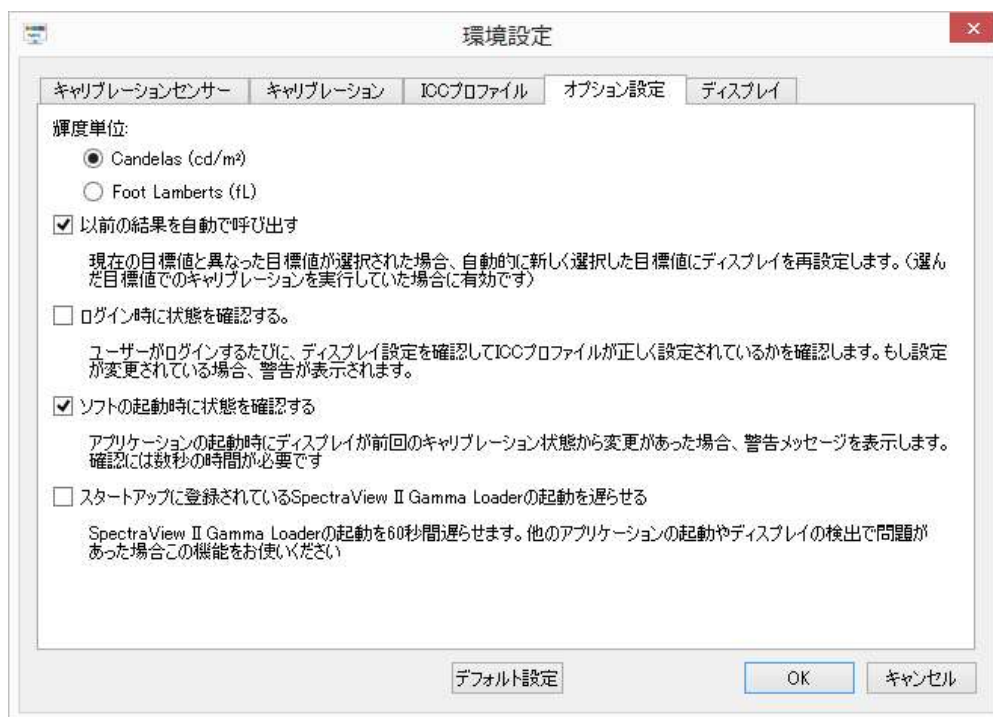 環境設定
キャリブレーションセンサー キャリブレーション ICCプロファイル オプション設定 ディスプレイ
輝度単位:
Candelas (cd/m²)
Foot Lamberts (fL)
以前の結果を自動で呼び出す
現在の目標値と異なった目標値が選択された場合、自動的に新しく選択した目標値にディスプレイを再設定します。（選ん
だ目標値でのキャリブレーションを実行していた場合に有効です）
ログイン時に状態を確認する。
ユーザーがログインするたびに、ディスプレイ設定を確認してICCプロファイルが正しく設定されているかを確認します。もし設定
が変更されている場合、警告が表示されます。
ソフトの起動時に状態を確認する
アプリケーションの起動時にディスプレイが前回のキャリブレーション状態から変更があった場合、警告メッセージを表示します。
確認には数秒の時間が必要です
スタートアップに登録されているSpectraView II Gamma Loaderの起動を遅らせる
SpectraView II Gamma Loaderの起動を60秒間遅らせます。他のアプリケーションの起動やディスプレイの検出で問題が
あった場合この機能をお使いください
デフォルト設定 OK キャンセル